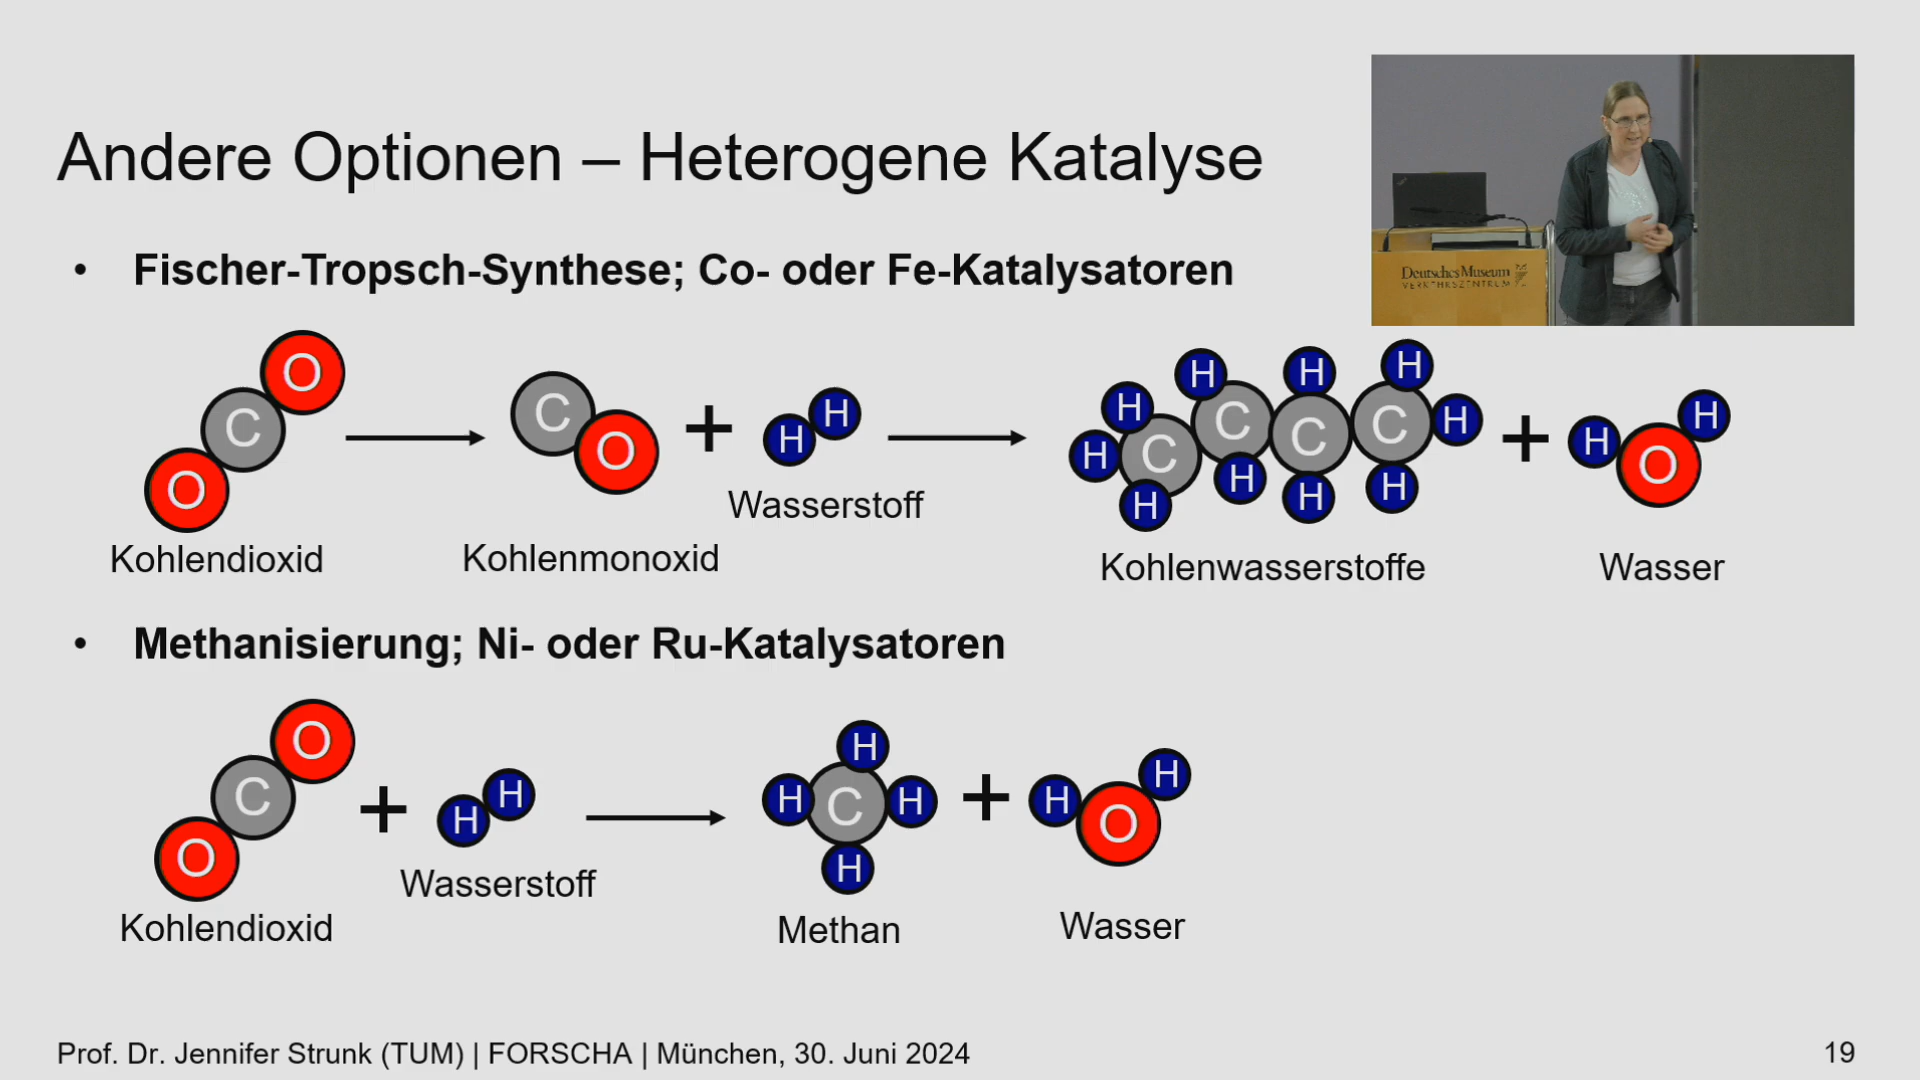 Andere Optionen – Heterogene Katalyse
Deutsches Museum
VERKEHRSZENTRUM
• Fischer-Tropsch-Synthese; Co- oder Fe-Katalysatoren
O C O
C O + H H
H H H H H C C C C H H H H H + H O H
Wasserstoff
Kohlendioxid
Kohlenmonoxid
Kohlenwasserstoffe
Wasser
• Methanisierung; Ni- oder Ru-Katalysatoren
O C O + H H
H H C H H + H O H
Wasserstoff
Kohlendioxid
Methan
Wasser
Prof. Dr. Jennifer Strunk (TUM) | FORSCHA | München, 30. Juni 2024
19